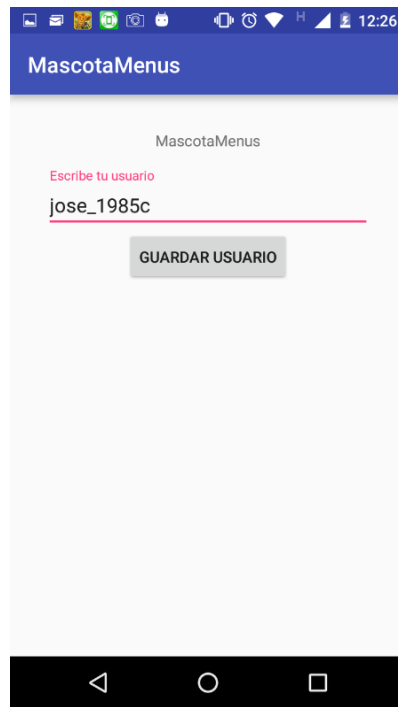 H 12:26
MascotaMenus
MascotaMenus
Escribe tu usuario
jose_1985c
GUARDAR USUARIO